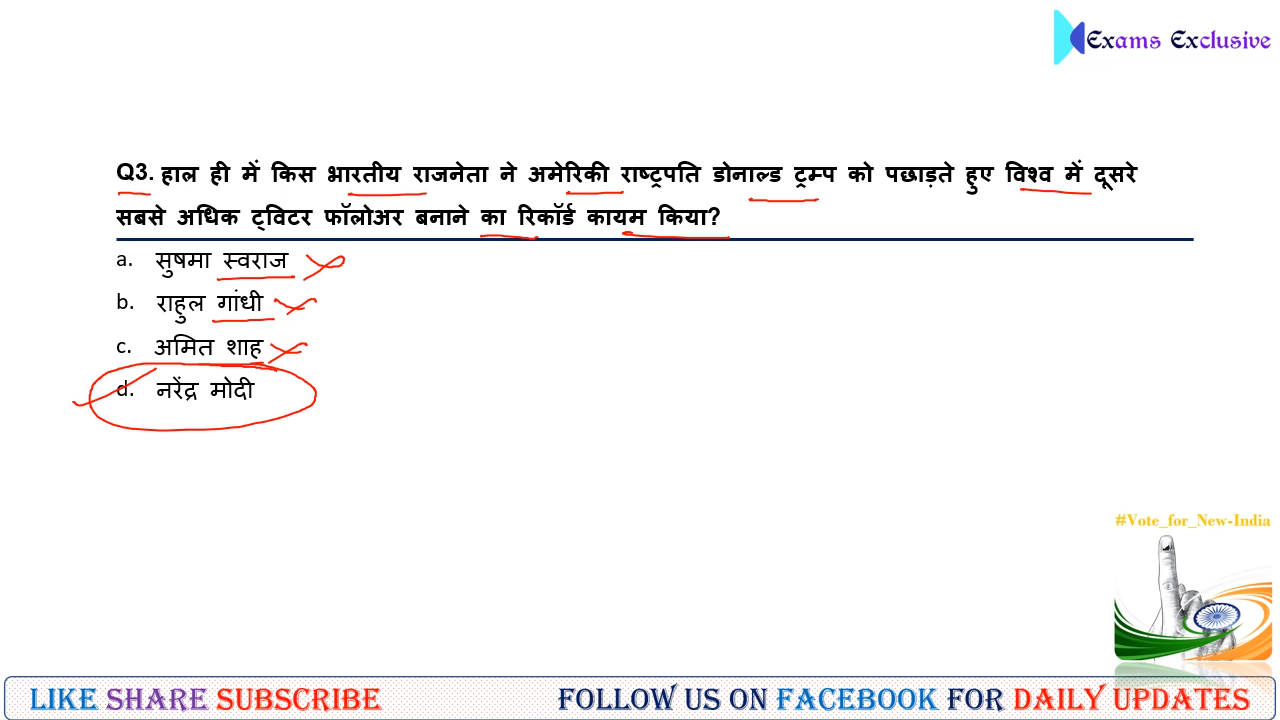 Exams Exclusive
Q3. हाल ही में किस भारतीय राजनेता ने अमेरिकी राष्ट्रपति डोनाल्ड ट्रम्प को पछाड़ते हुए विश्व में दूसरे
सबसे अधिक ट्विटर फॉलोअर बनाने का रिकॉर्ड कायम किया?
a. सुषमा स्वराज
b. राहुल गांधी
c. अमित शाह
d. नरेंद्र मोदी
#Vote_for_New-India
LIKE SHARE SUBSCRIBE FOLLOW US ON FACEBOOK FOR DAILY UPDATES